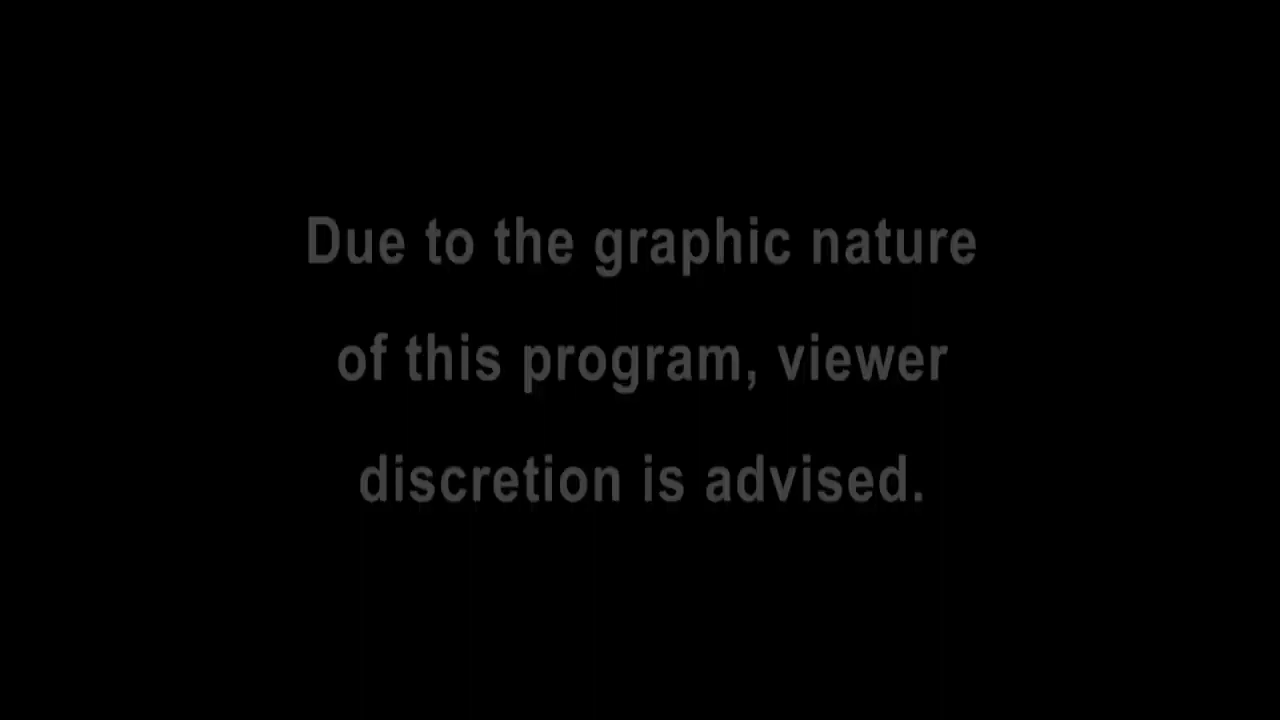 Due to the graphic nature
of this program, viewer
discretion is advised.